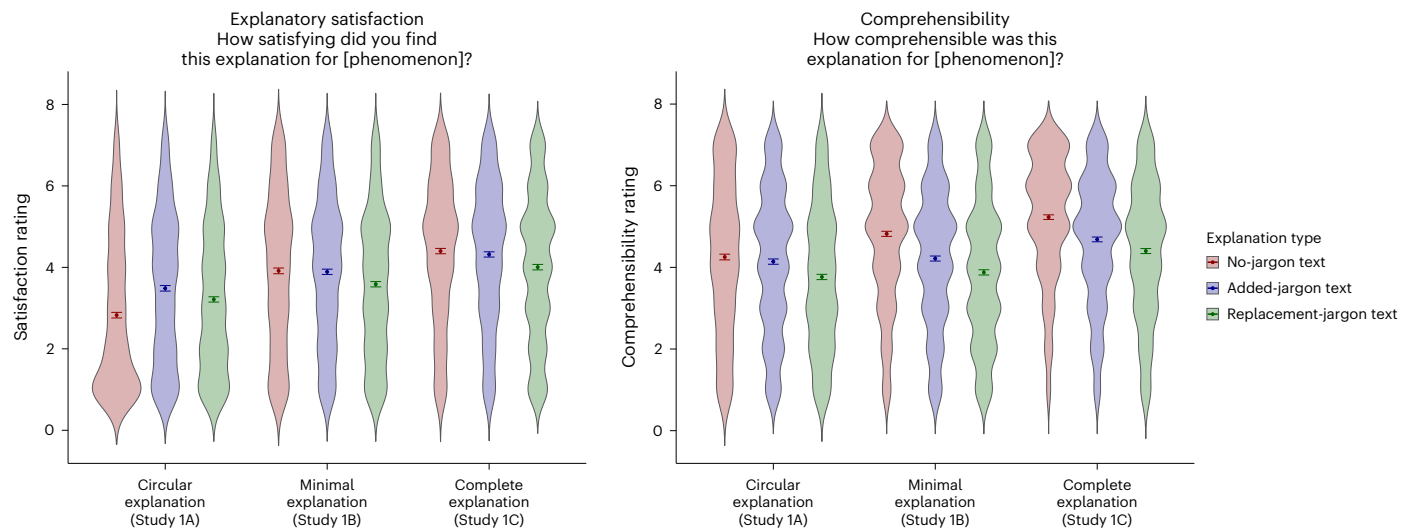 Explanatory satisfaction
How satisfying did you find
this explanation for [phenomenon]?
Satisfaction rating
8
6
4
2
0
Circular
explanation
(Study 1A)
Minimal
explanation
(Study 1B)
Complete
explanation
(Study 1C)
Comprehensibility
How comprehensible was this
explanation for [phenomenon]?
Comprehensibility rating
8
6
4
2
0
Circular
explanation
(Study 1A)
Minimal
explanation
(Study 1B)
Complete
explanation
(Study 1C)
Explanation type
No-jargon text
Added-jargon text
Replacement-jargon text